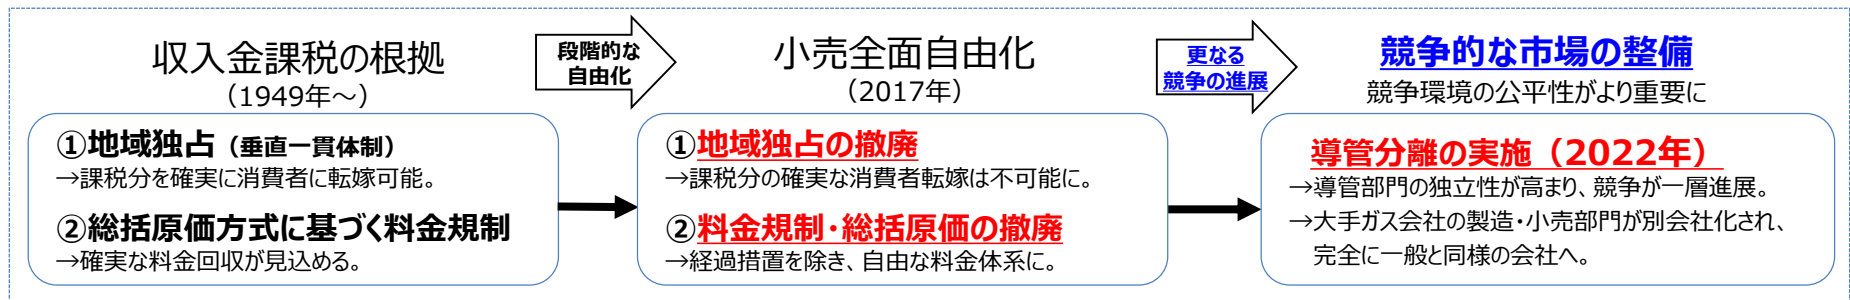 収入金課税の根拠
（1949年～）
①地域独占（垂直一貫体制）
→課税分を確実に消費者に転嫁可能。
②総括原価方式に基づく料金規制
→確実な料金回収が見込める。
段階的な
自由化
小売全面自由化
（2017年）
①地域独占の撤廃
→課税分の確実な消費者転嫁は不可能に。
②料金規制・総括原価の撤廃
→経過措置を除き、自由な料金体系に。
更なる
競争の進展
競争的な市場の整備
競争環境の公平性がより重要に
導管分離の実施（2022年）
→導管部門の独立性が高まり、競争が一層進展。
→大手ガス会社の製造・小売部門が別会社化され、
完全に一般と同様の会社へ。